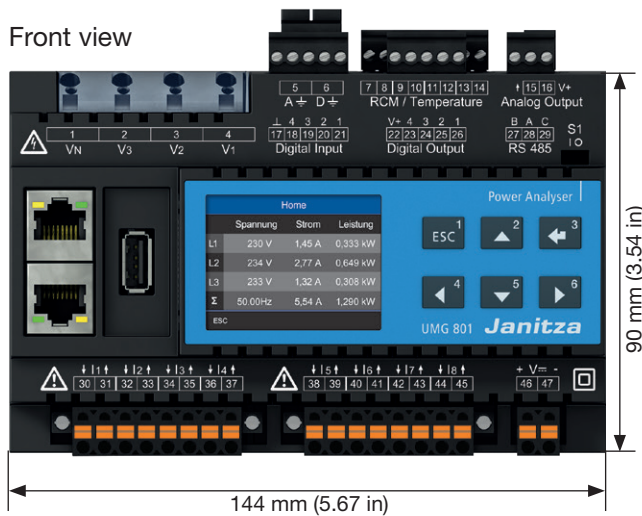 Front view
5 6
A ⏚ D ⏚
7 8 9 10 11 12 13 14
RCM / Temperature
↑ 15 16 V+
Analog Output
1 2 3 4
VN V3 V2 V1
⊥ 4 3 2 1
17 18 19 20 21
Digital Input
V+ 4 3 2 1
22 23 24 25 26
Digital Output
B A C
27 28 29
RS 485
S1
I O
Home
Spannung Strom Leistung
L1 230 V 1,45 A 0,333 kW
L2 234 V 2,77 A 0,649 kW
L3 233 V 1,32 A 0,308 kW
Σ 50.00Hz 5,54 A 1,290 kW
ESC
Power Analyser
ESC 1
2
3
4
5
6
UMG 801 Janitza
I1 I2 I3 I4
30 31 32 33 34 35 36 37
I5 I6 I7 I8
38 39 40 41 42 43 44 45
+ V⎓ -
46 47
90 mm (3.54 in)
144 mm (5.67 in)